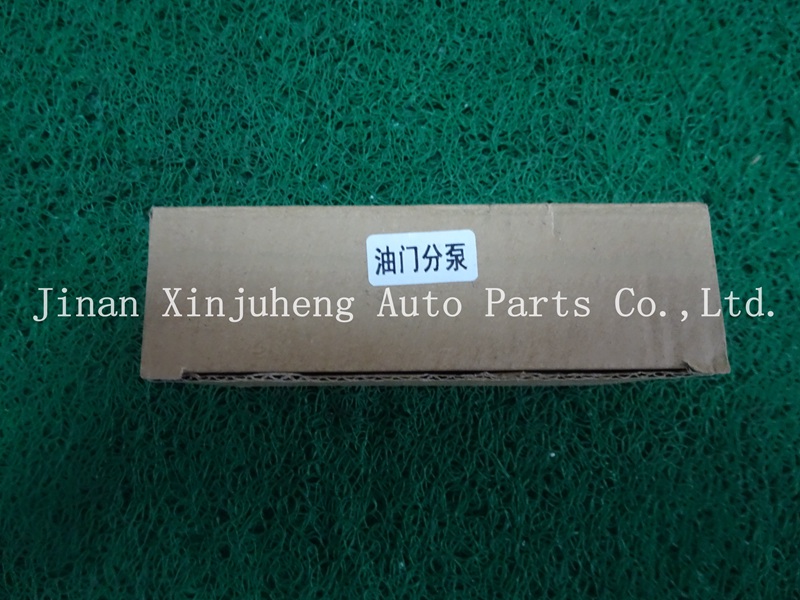 油门分泵
Jinan Xinjuheng Auto Parts Co.,Ltd.